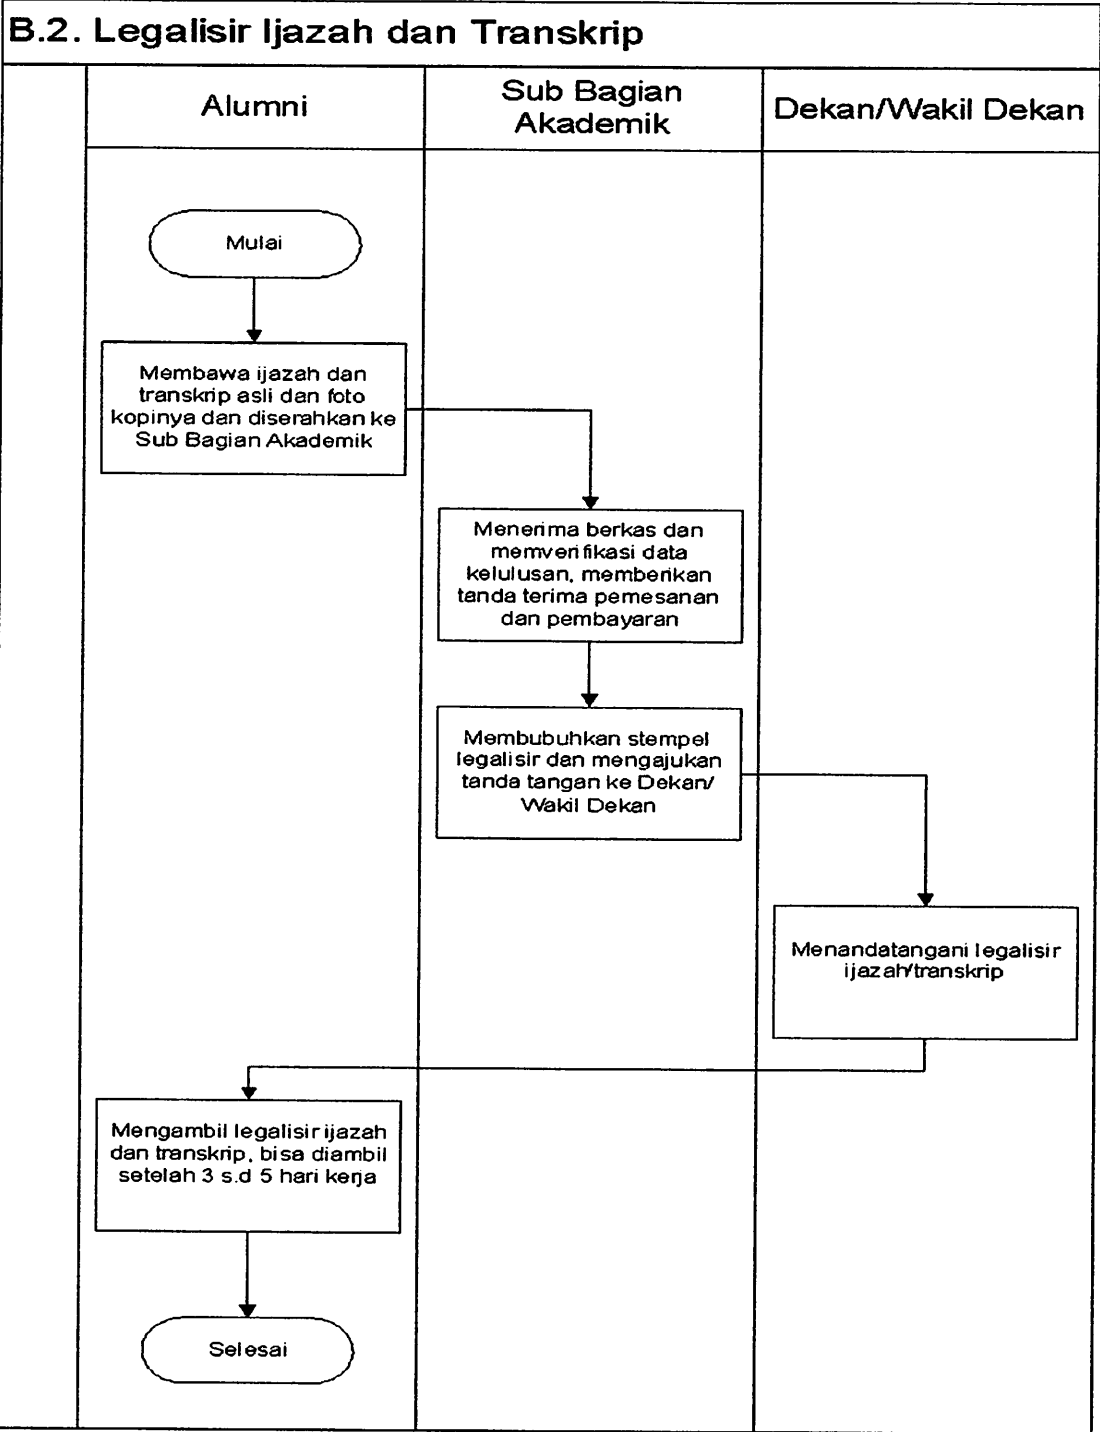 B.2. Legalisir Ijazah dan Transkrip
Alumni
Sub Bagian
Akademik
Dekan/Wakil Dekan
Mulai
Membawa ijazah dan
transkrip asli dan foto
kopinya dan diserahkan ke
Sub Bagian Akademik
Menerima berkas dan
memverifikasi data
kelulusan, memberikan
tanda terima pemesanan
dan pembayaran
Membubuhkan stempel
legalisir dan mengajukan
tanda tangan ke Dekan/
Wakil Dekan
Menandatangani legalisir
ijazah/transkrip
Mengambil legalisir ijazah
dan transkrip, bisa diambil
setelah 3 s.d 5 hari kerja
Selesai